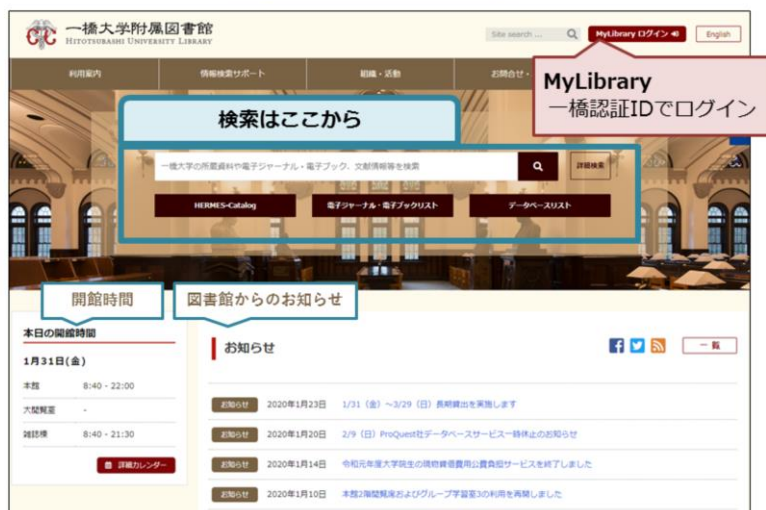 一橋大学附属図書館
HITOTSUBASHI UNIVERSITY LIBRARY
Site search ...
MyLibrary ログイン
English
利用案内
情報検索サポート
組織・活動
お問合せ・
MyLibrary
一橋認証IDでログイン
検索はここから
一橋大学の所蔵資料や電子ジャーナル・電子ブック、文献情報等を検索
詳細検索
HERMES-Catalog
電子ジャーナル・電子ブックリスト
データベースリスト
開館時間
図書館からのお知らせ
本日の開館時間
1月31日(金)
本館 8:40 - 22:00
大閲覧室 -
雑誌棟 8:40 - 21:30
詳細カレンダー
お知らせ
一覧
お知らせ 2020年1月23日 1/31（金）～3/29（日）長期貸出を実施します
お知らせ 2020年1月20日 2/9（日）ProQuest社データベースサービス一時休止のお知らせ
お知らせ 2020年1月14日 令和元年度大学院生の現物貸借費用公費負担サービスを終了しました
お知らせ 2020年1月10日 本館2階閲覧席およびグループ学習室3の利用を再開しました